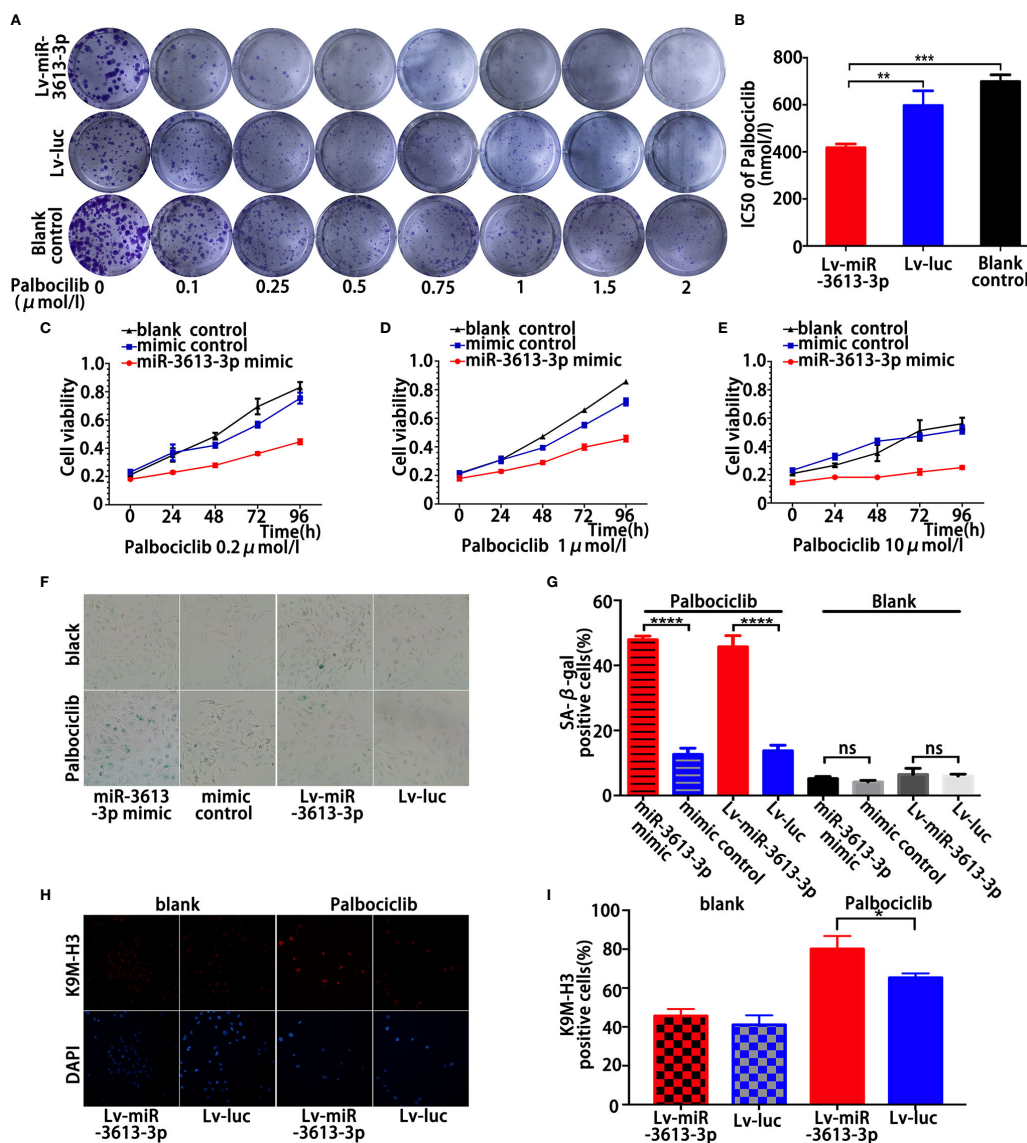 A
Lv-miR-
3613-3p
Lv-luc
Blank
control
Palbocilib
(μmol/l)
0 0.1 0.25 0.5 0.75 1 1.5 2
B
IC50 of Palbociclib
(nmol/l)
800
600
400
200
0
**
***
Lv-miR
-3613-3p
Lv-luc
Blank
control
C
blank control
mimic control
miR-3613-3p mimic
Cell viability
1.0
0.8
0.6
0.4
0.2
0
0 24 48 72 96
Time(h)
Palbociclib 0.2μmol/l
D
blank control
mimic control
miR-3613-3p mimic
Cell viability
1.0
0.8
0.6
0.4
0.2
0
0 24 48 72 96
Time(h)
Palbociclib 1μmol/l
E
blank control
mimic control
miR-3613-3p mimic
Cell viability
1.0
0.8
0.6
0.4
0.2
0
0 24 48 72 96
Time(h)
Palbociclib 10μmol/l
F
black
Palbociclib
miR-3613
-3p mimic
mimic
control
Lv-miR
-3613-3p
Lv-luc
G
SA-β-gal
positive cells(%)
60
40
20
0
Palbociclib
Blank
****
****
ns
ns
miR-3613-3p
mimic
mimic control
Lv-miR-3613-3p
Lv-luc
miR-3613-3p
mimic
mimic control
Lv-miR-3613-3p
Lv-luc
H
blank
Palbociclib
K9M-H3
DAPI
Lv-miR
-3613-3p
Lv-luc
Lv-miR
-3613-3p
Lv-luc
I
K9M-H3
positive cells(%)
100
80
60
40
20
0
blank
Palbociclib
*
Lv-miR
-3613-3p
Lv-luc
Lv-miR
-3613-3p
Lv-luc